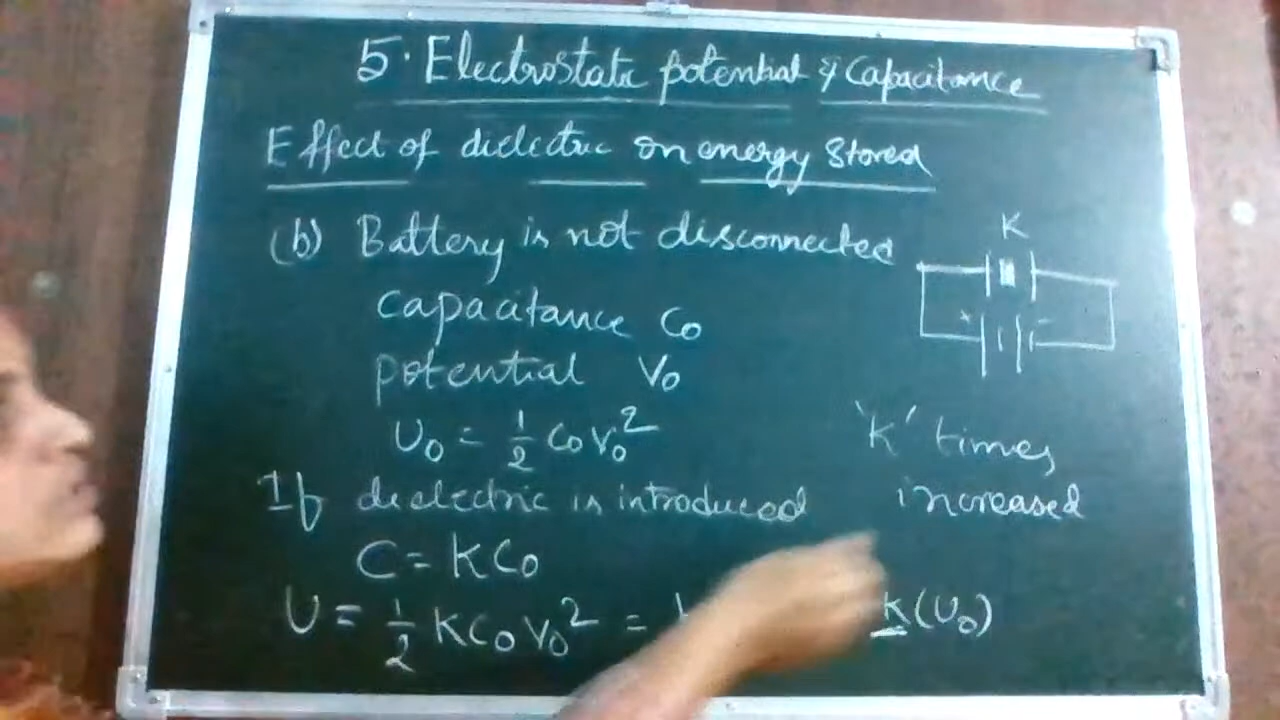 5. Electrostatic potential & Capacitance
Effect of dielectric on energy stored
(b) Battery is not disconnected
K
capacitance C₀
+ -
potential V₀
U₀ = 1/2 C₀V₀²
'K' times
If dielectric is introduced
increased
C = KC₀
U = 1/2 KC₀V₀² =
K(U₀)